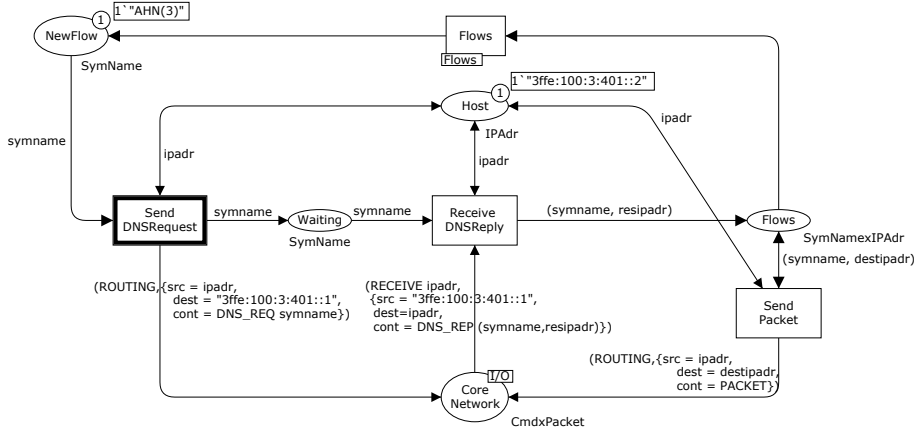 1`"AHN(3)"
1
NewFlow
SymName
Flows
Flows
1`"3ffe:100:3:401::2"
1
Host
IPAdr
ipadr
symname
ipadr
ipadr
Send
DNSRequest
symname
Waiting
SymName
symname
Receive
DNSReply
(symname, resipadr)
Flows
SymNamexIPAdr
(symname, destipadr)
(ROUTING,{src = ipadr,
dest = "3ffe:100:3:401::1",
cont = DNS_REQ symname})
(RECEIVE ipadr,
{src = "3ffe:100:3:401::1",
dest=ipadr,
cont = DNS_REP (symname,resipadr)})
Send
Packet
(ROUTING,{src = ipadr,
dest = destipadr,
cont = PACKET})
I/O
Core
Network
CmdxPacket